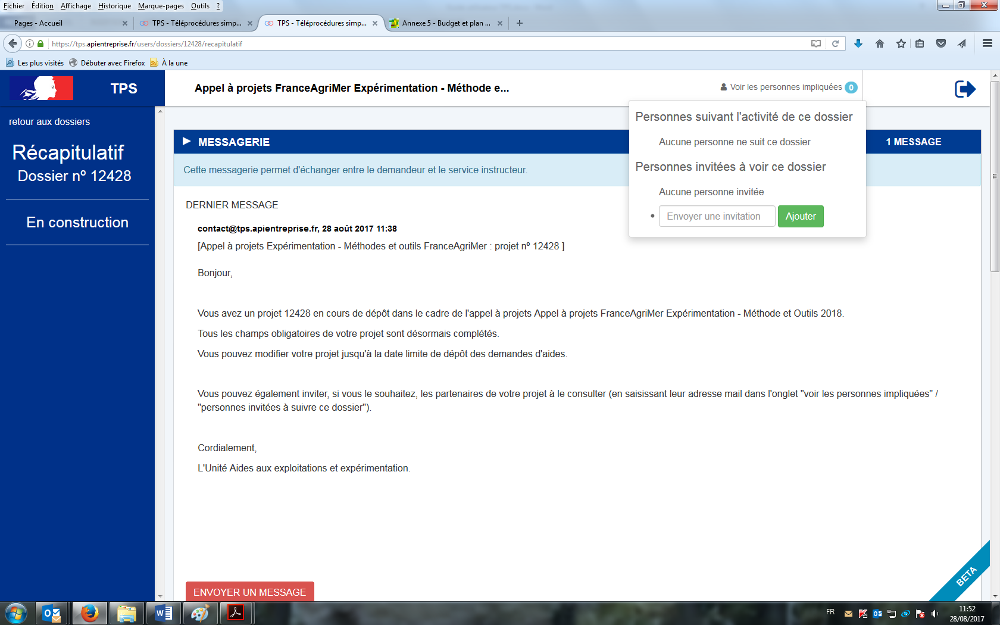 Fichier Édition Affichage Historique Marque-pages Outils ?
Pages - Accueil
TPS - Téléprocédures simp...
TPS - Téléprocédures simp...
Annexe 5 - Budget et plan ...
https://tps.apientreprise.fr/users/dossiers/12428/recapitulatif
Les plus visités Débuter avec Firefox À la une
TPS
Appel à projets FranceAgriMer Expérimentation - Méthode e...
Voir les personnes impliquées 0
retour aux dossiers
Récapitulatif
Dossier nº 12428
En construction
Personnes suivant l'activité de ce dossier
Aucune personne ne suit ce dossier
Personnes invitées à voir ce dossier
Aucune personne invitée
Envoyer une invitation Ajouter
MESSAGERIE
1 MESSAGE
Cette messagerie permet d'échanger entre le demandeur et le service instructeur.
DERNIER MESSAGE
contact@tps.apientreprise.fr, 28 août 2017 11:38
[Appel à projets Expérimentation - Méthodes et outils FranceAgriMer : projet nº 12428 ]
Bonjour,
Vous avez un projet 12428 en cours de dépôt dans le cadre de l'appel à projets Appel à projets FranceAgriMer Expérimentation - Méthode et Outils 2018.
Tous les champs obligatoires de votre projet sont désormais complétés.
Vous pouvez modifier votre projet jusqu'à la date limite de dépôt des demandes d'aides.
Vous pouvez également inviter, si vous le souhaitez, les partenaires de votre projet à le consulter (en saisissant leur adresse mail dans l'onglet "voir les personnes impliquées" /
"personnes invitées à suivre ce dossier").
Cordialement,
L'Unité Aides aux exploitations et expérimentation.
ENVOYER UN MESSAGE
BETA
FR
11:52
28/08/2017